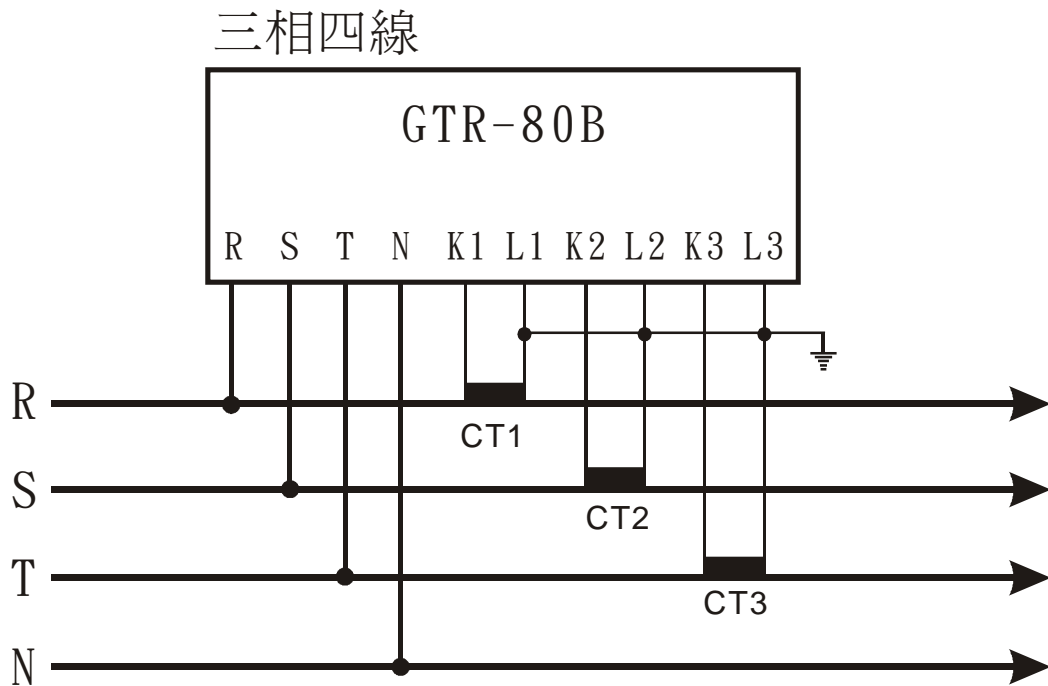 三相四線
GTR-80B
R S T N K1 L1 K2 L2 K3 L3
R
CT1
S
CT2
T
CT3
N